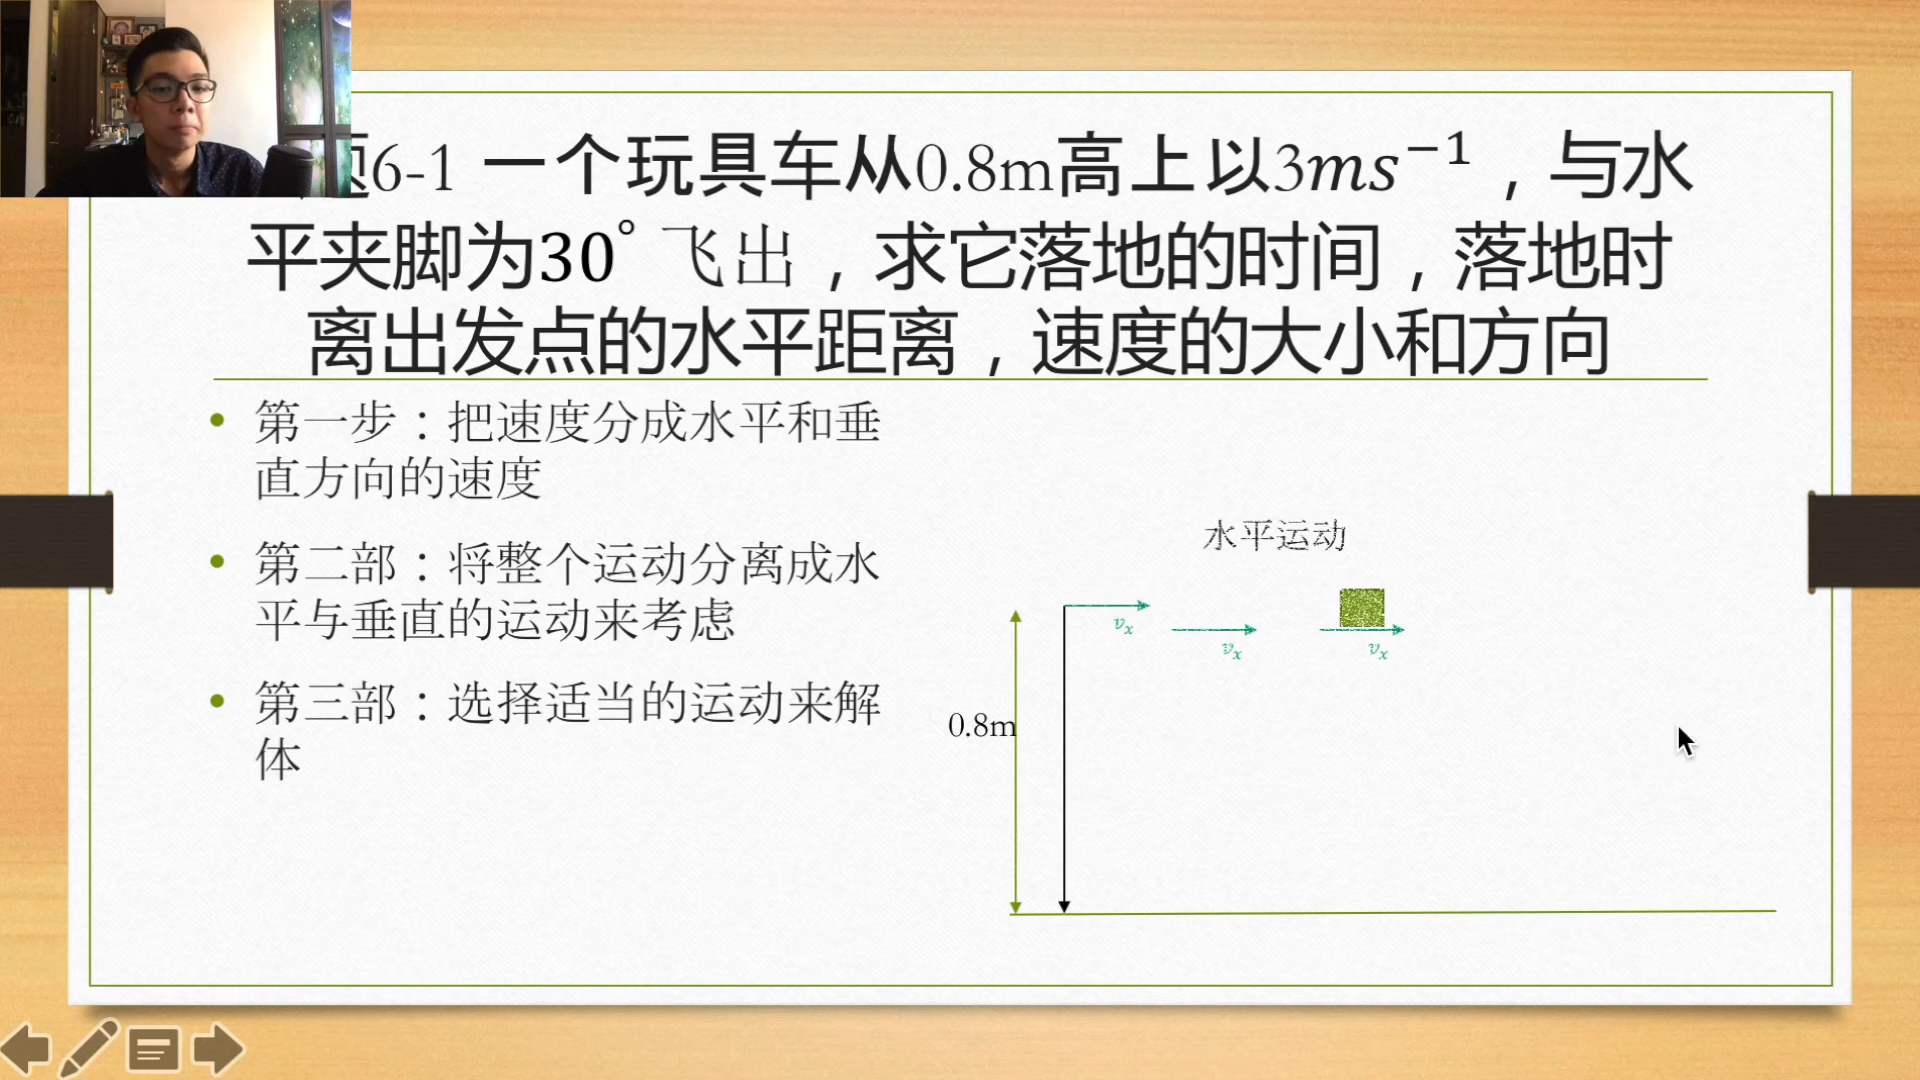 题6-1 一个玩具车从0.8m高上以3ms⁻¹，与水
平夹脚为30°飞出，求它落地的时间，落地时
离出发点的水平距离，速度的大小和方向
• 第一步：把速度分成水平和垂
直方向的速度
• 第二部：将整个运动分离成水
平与垂直的运动来考虑
• 第三部：选择适当的运动来解
体
水平运动
vₓ
vₓ
vₓ
0.8m